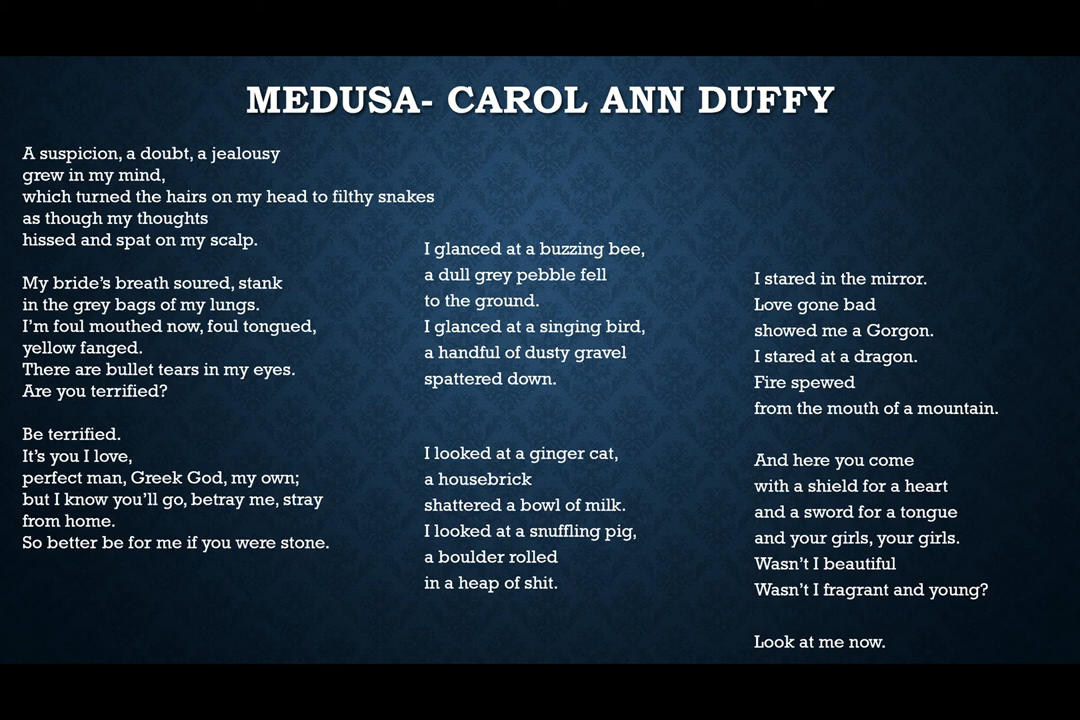 MEDUSA- CAROL ANN DUFFY
A suspicion, a doubt, a jealousy
grew in my mind,
which turned the hairs on my head to filthy snakes
as though my thoughts
hissed and spat on my scalp.
My bride's breath soured, stank
in the grey bags of my lungs.
I'm foul mouthed now, foul tongued,
yellow fanged.
There are bullet tears in my eyes.
Are you terrified?
Be terrified.
It's you I love,
perfect man, Greek God, my own;
but I know you'll go, betray me, stray
from home.
So better be for me if you were stone.
I glanced at a buzzing bee,
a dull grey pebble fell
to the ground.
I glanced at a singing bird,
a handful of dusty gravel
spattered down.
I looked at a ginger cat,
a housebrick
shattered a bowl of milk.
I looked at a snuffling pig,
a boulder rolled
in a heap of shit.
I stared in the mirror.
Love gone bad
showed me a Gorgon.
I stared at a dragon.
Fire spewed
from the mouth of a mountain.
And here you come
with a shield for a heart
and a sword for a tongue
and your girls, your girls.
Wasn't I beautiful
Wasn't I fragrant and young?
Look at me now.